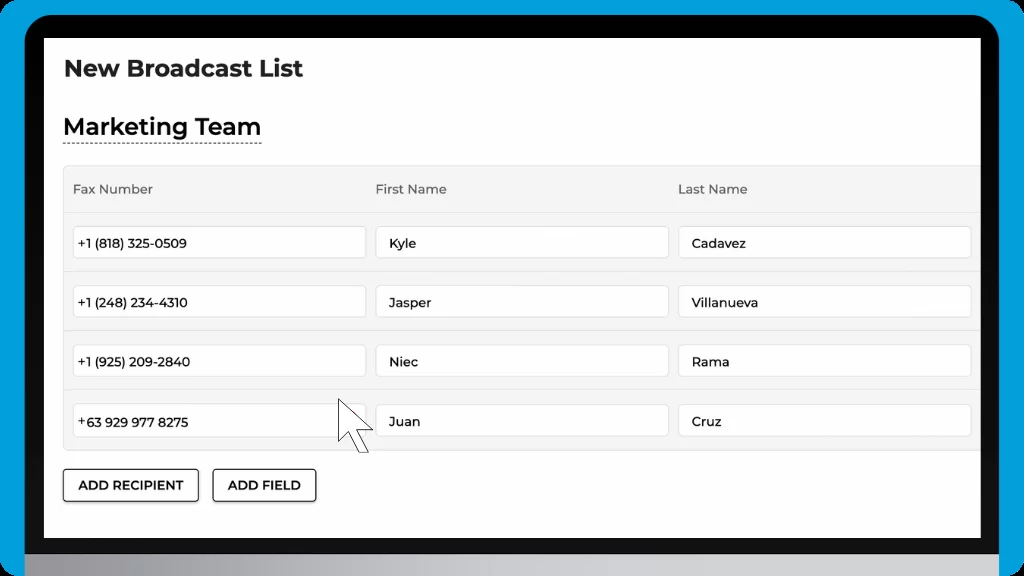 New Broadcast List
Marketing Team
Fax Number First Name Last Name
+1 (818) 325-0509 Kyle Cadavez
+1 (248) 234-4310 Jasper Villanueva
+1 (925) 209-2840 Niec Rama
+63 929 977 8275 Juan Cruz
ADD RECIPIENT ADD FIELD